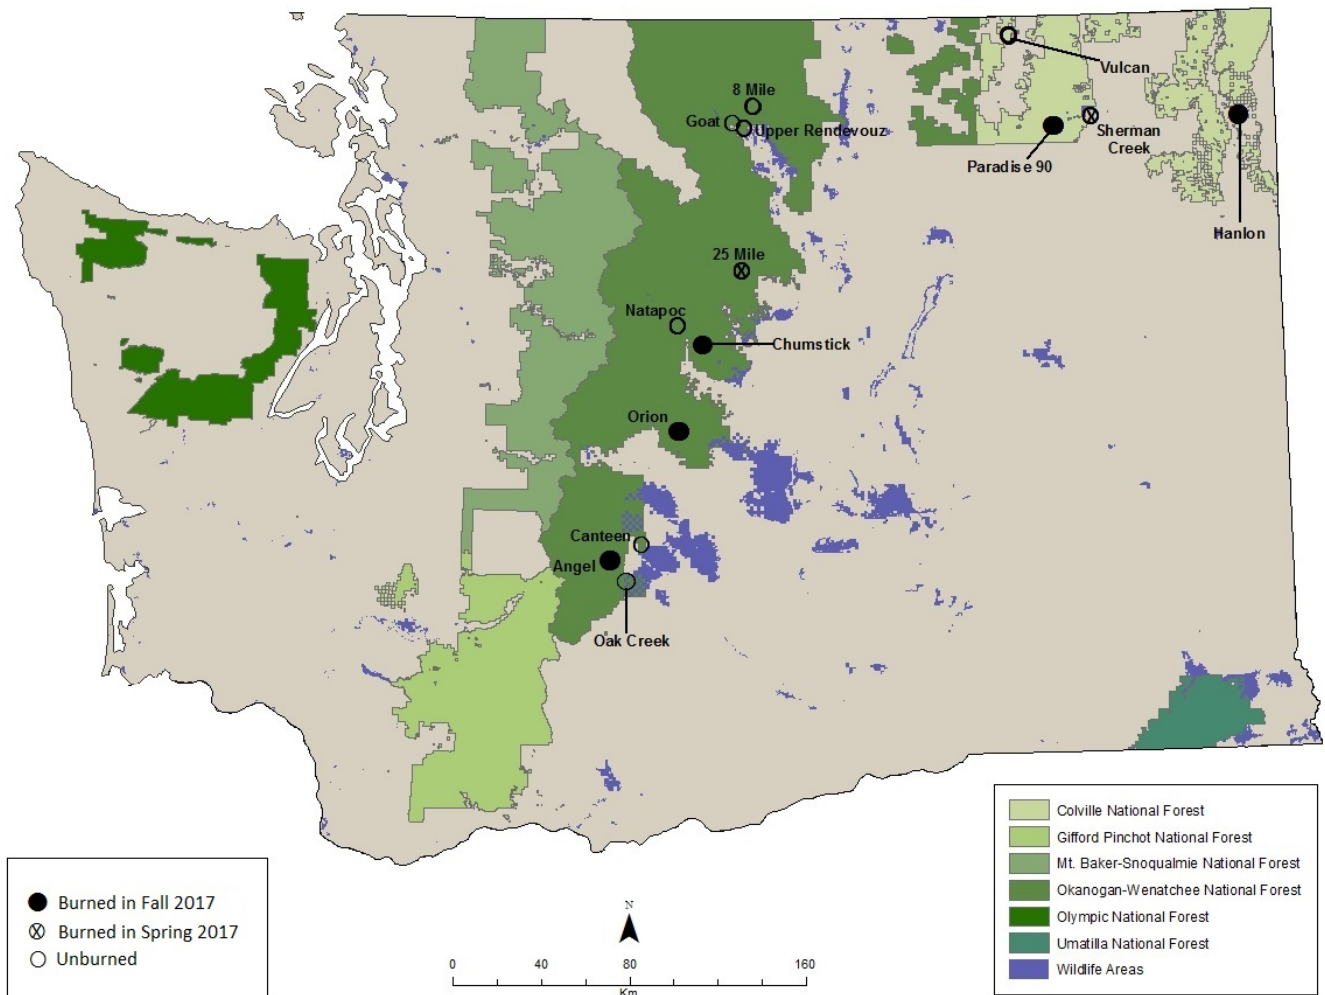 Vulcan
8 Mile
Goat
Upper Rendevouz
Sherman
Creek
Paradise 90
Hanlon
25 Mile
Natapoc
Chumstick
Orion
Canteen
Angel
Oak Creek
Colville National Forest
Gifford Pinchot National Forest
Mt. Baker-Snoqualmie National Forest
Okanogan-Wenatchee National Forest
Olympic National Forest
Umatilla National Forest
Wildlife Areas
Burned in Fall 2017
Burned in Spring 2017
Unburned
N
0 40 80 160
Km